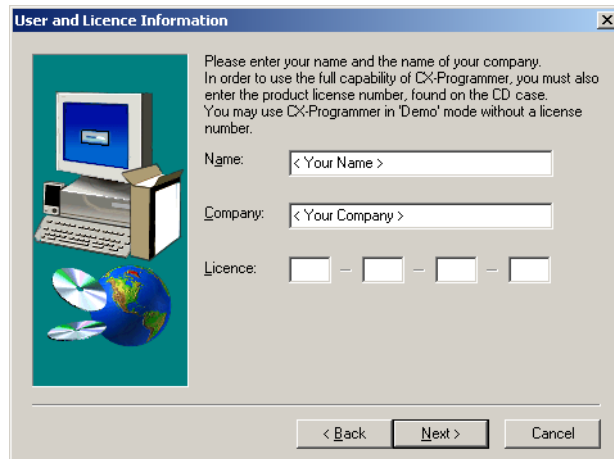 User and Licence Information
Please enter your name and the name of your company.
In order to use the full capability of CX-Programmer, you must also
enter the product license number, found on the CD case.
You may use CX-Programmer in 'Demo' mode without a license
number.
Name: < Your Name >
Company: < Your Company >
Licence: – – –
< Back Next > Cancel